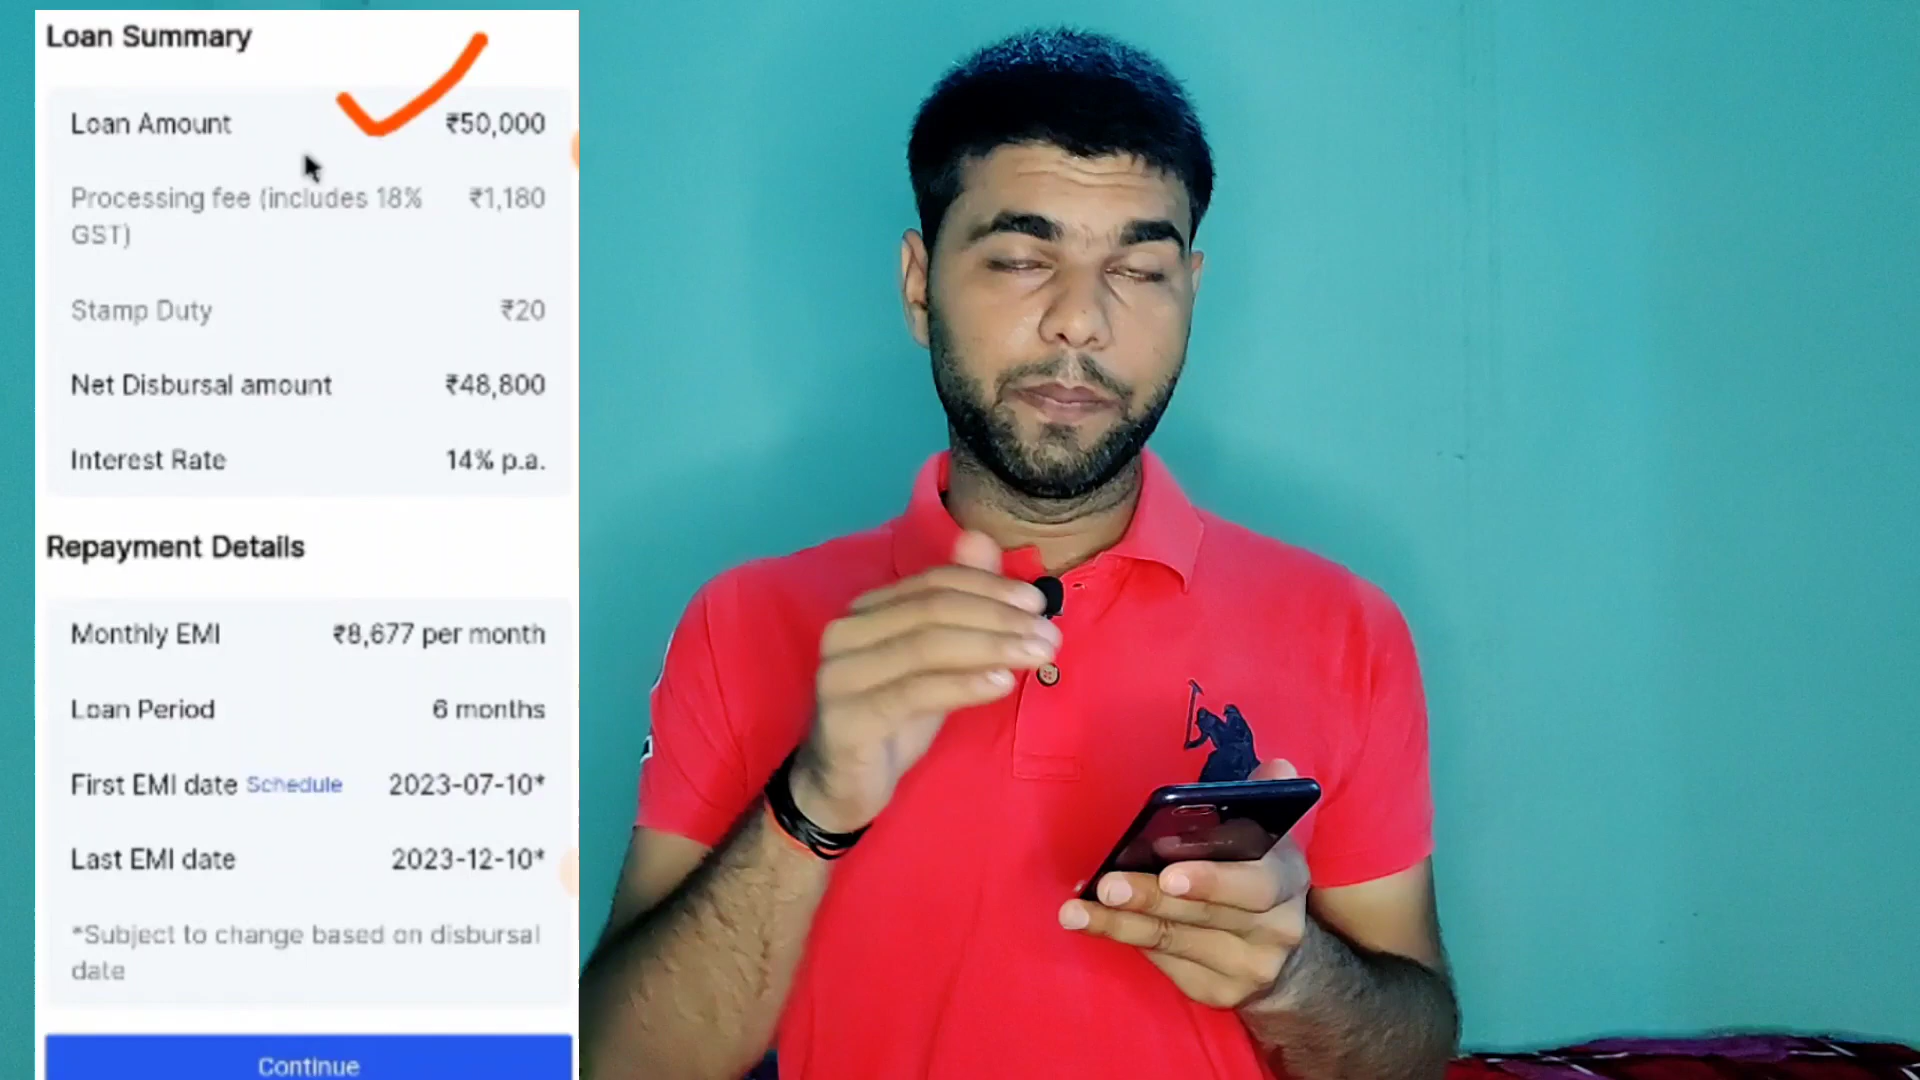 Loan Summary
Loan Amount ₹50,000
Processing fee (includes 18% ₹1,180
GST)
Stamp Duty ₹20
Net Disbursal amount ₹48,800
Interest Rate 14% p.a.
Repayment Details
Monthly EMI ₹8,677 per month
Loan Period 6 months
First EMI date Schedule 2023-07-10*
Last EMI date 2023-12-10*
*Subject to change based on disbursal
date
Continue